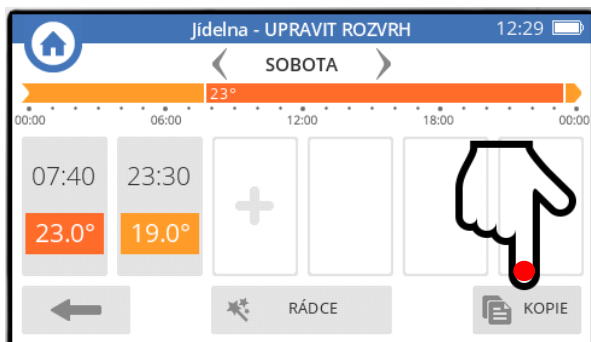 Jídelna - UPRAVIT ROZVRH 12:29
SOBOTA
23°
00:00 06:00 12:00 18:00 00:00
07:40 23:30
23.0° 19.0°
RÁDCE KOPIE